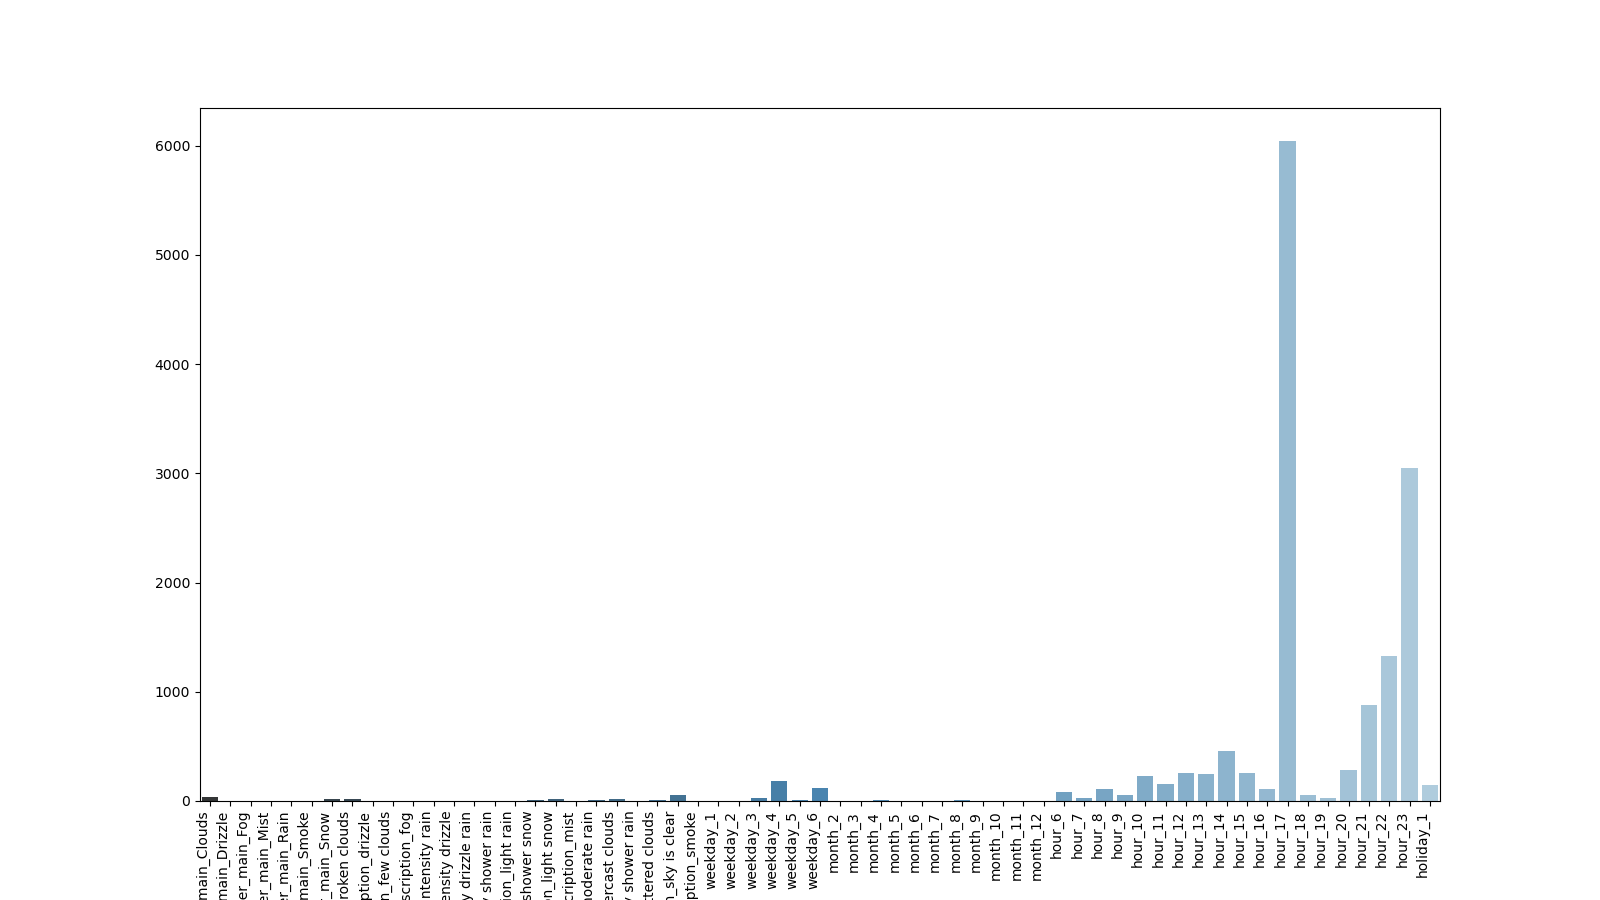 6000
5000
4000
3000
2000
1000
0
main_Clouds
main_Drizzle
er_main_Fog
er_main_Mist
er_main_Rain
main_Smoke
_main_Snow
roken clouds
ption_drizzle
n_few clouds
scription_fog
ntensity rain
ensity drizzle
y drizzle rain
shower rain
ion_light rain
shower snow
n_light snow
cription_mist
noderate rain
ercast clouds
shower rain
ttered clouds
n_sky is clear
ption_smoke
weekday_1
weekday_2
weekday_3
weekday_4
weekday_5
weekday_6
month_2
month_3
month_4
month_5
month_6
month_7
month_8
month_9
month_10
month_11
month_12
hour_6
hour_7
hour_8
hour_9
hour_10
hour_11
hour_12
hour_13
hour_14
hour_15
hour_16
hour_17
hour_18
hour_19
hour_20
hour_21
hour_22
hour_23
holiday_1